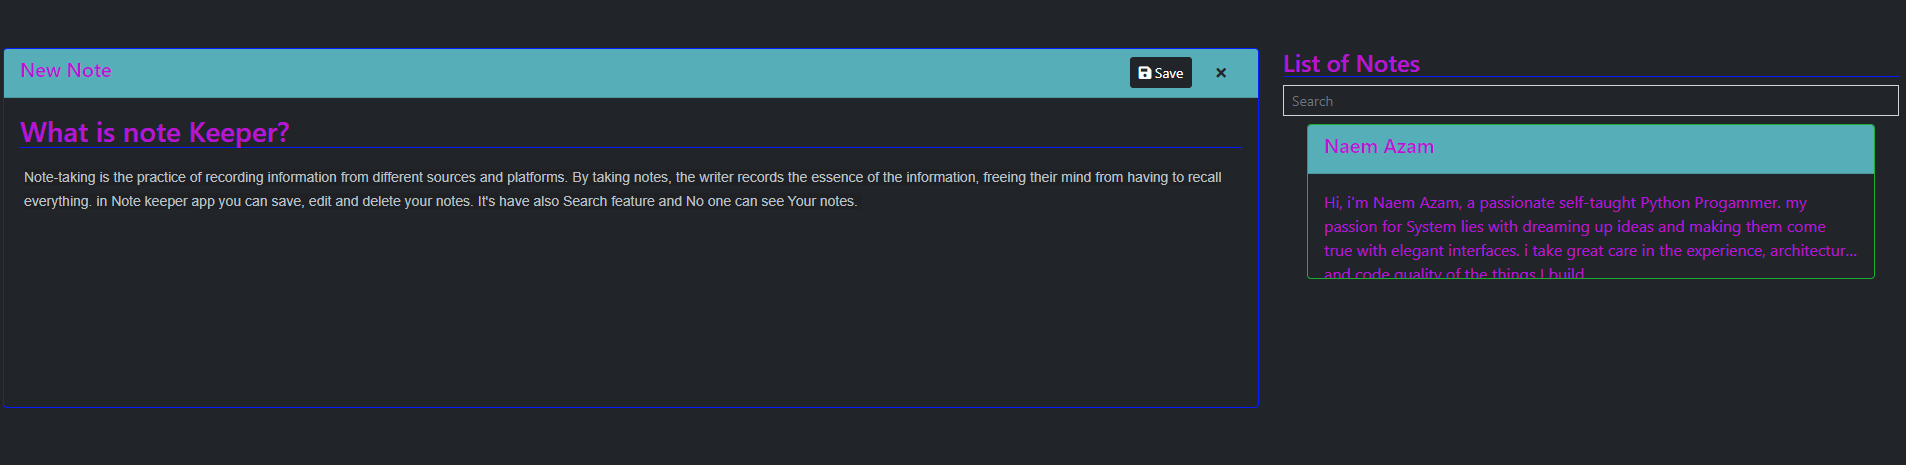 New Note
Save
What is note Keeper?
Note-taking is the practice of recording information from different sources and platforms. By taking notes, the writer records the essence of the information, freeing their mind from having to recall
everything. in Note keeper app you can save, edit and delete your notes. It's have also Search feature and No one can see Your notes.
List of Notes
Search
Naem Azam
Hi, i'm Naem Azam, a passionate self-taught Python Progammer. my
passion for System lies with dreaming up ideas and making them come
true with elegant interfaces. i take great care in the experience, architectur...
and code quality of the things I build